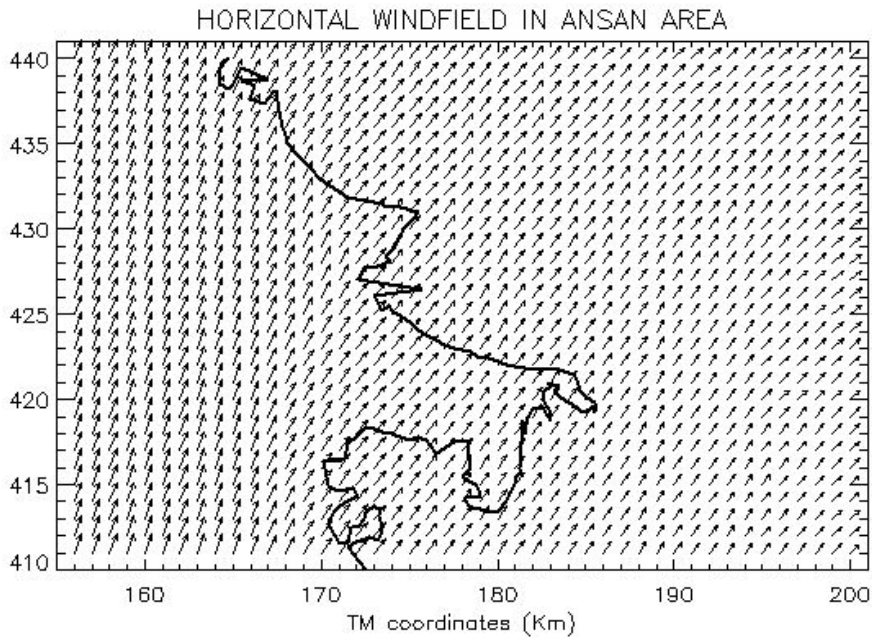 HORIZONTAL WINDFIELD IN ANSAN AREA
440
435
430
425
420
415
410
160 170 180 190 200
TM coordinates (Km)